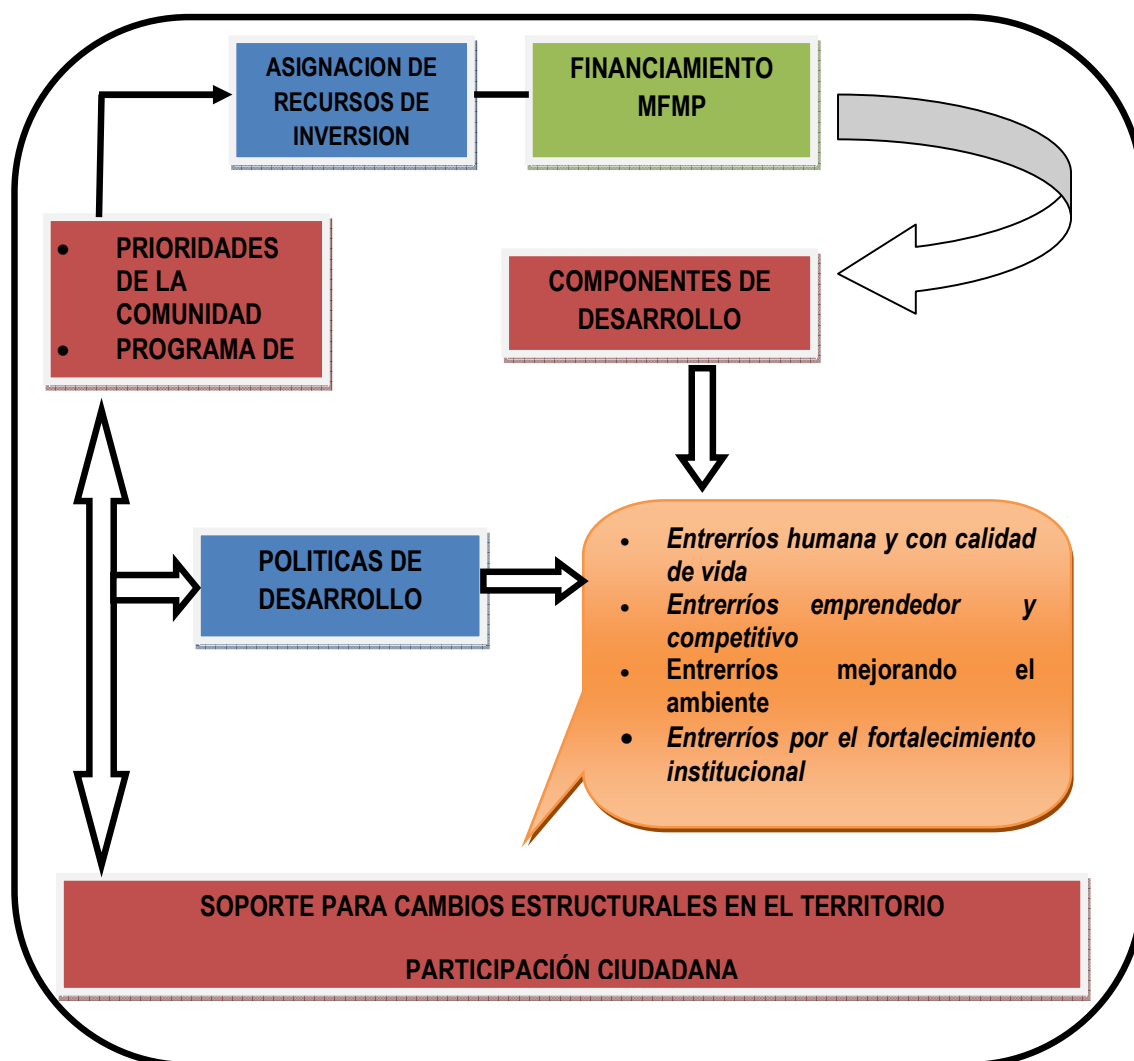 ASIGNACION DE
RECURSOS DE
INVERSION
FINANCIAMIENTO
MFMP
• PRIORIDADES
DE LA
COMUNIDAD
• PROGRAMA DE
COMPONENTES DE
DESARROLLO
POLITICAS DE
DESARROLLO
• Entrerríos humana y con calidad
de vida
• Entrerríos emprendedor y
competitivo
• Entrerríos mejorando el
ambiente
• Entrerríos por el fortalecimiento
institucional
SOPORTE PARA CAMBIOS ESTRUCTURALES EN EL TERRITORIO
PARTICIPACIÓN CIUDADANA